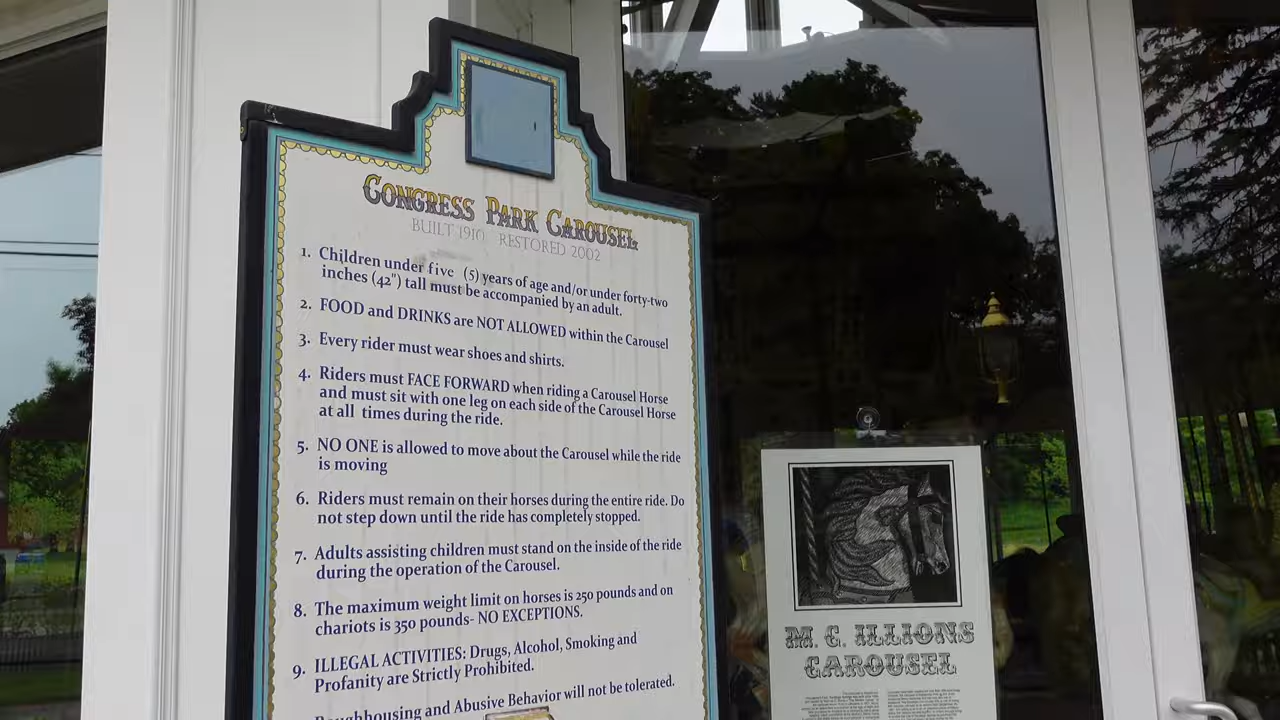 CONGRESS PARK CAROUSEL
BUILT 1910 RESTORED 2002
1. Children under five (5) years of age and/or under forty-two
inches (42") tall must be accompanied by an adult.
2. FOOD and DRINKS are NOT ALLOWED within the Carousel
3. Every rider must wear shoes and shirts.
4. Riders must FACE FORWARD when riding a Carousel Horse
and must sit with one leg on each side of the Carousel Horse
at all times during the ride.
5. NO ONE is allowed to move about the Carousel while the ride
is moving
6. Riders must remain on their horses during the entire ride. Do
not step down until the ride has completely stopped.
7. Adults assisting children must stand on the inside of the ride
during the operation of the Carousel.
8. The maximum weight limit on horses is 250 pounds and on
chariots is 350 pounds- NO EXCEPTIONS.
9. ILLEGAL ACTIVITIES: Drugs, Alcohol, Smoking and
Profanity are Strictly Prohibited.
Roughhousing and Abusive Behavior will not be tolerated.
M. C. ILLIONS
CAROUSEL